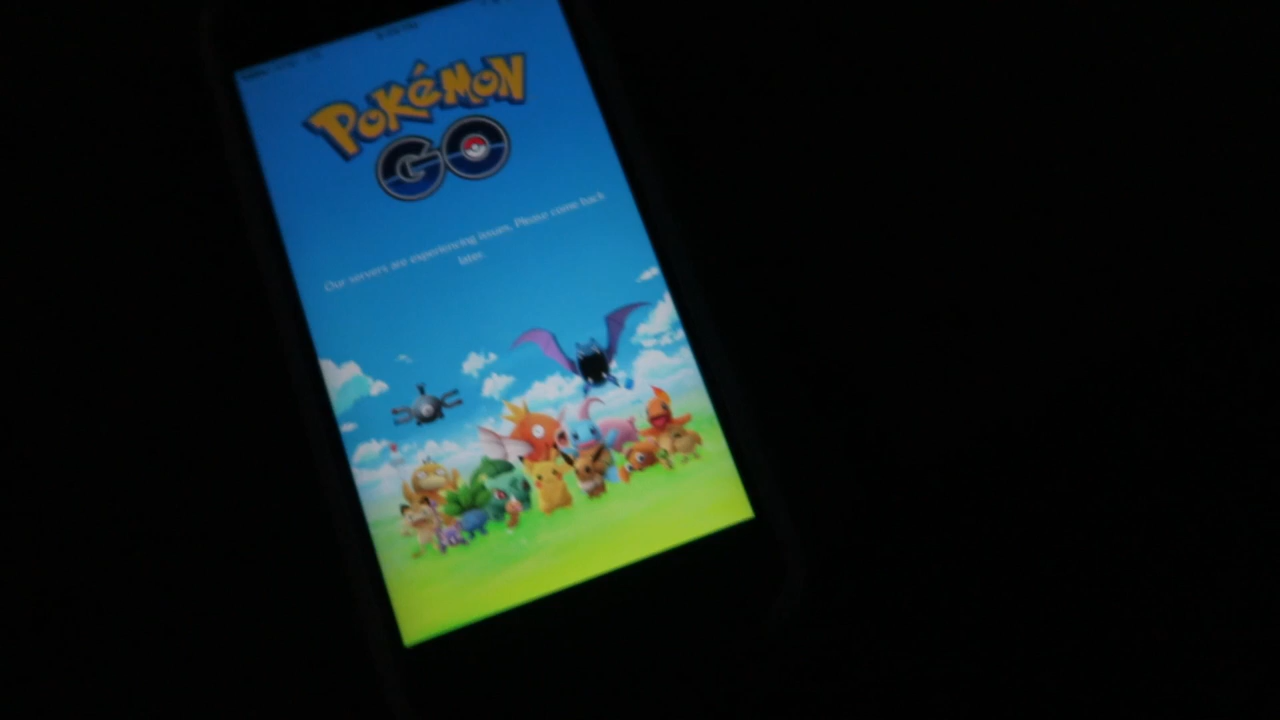 POKéMON
GO
Our servers are experiencing issues. Please come back
later.